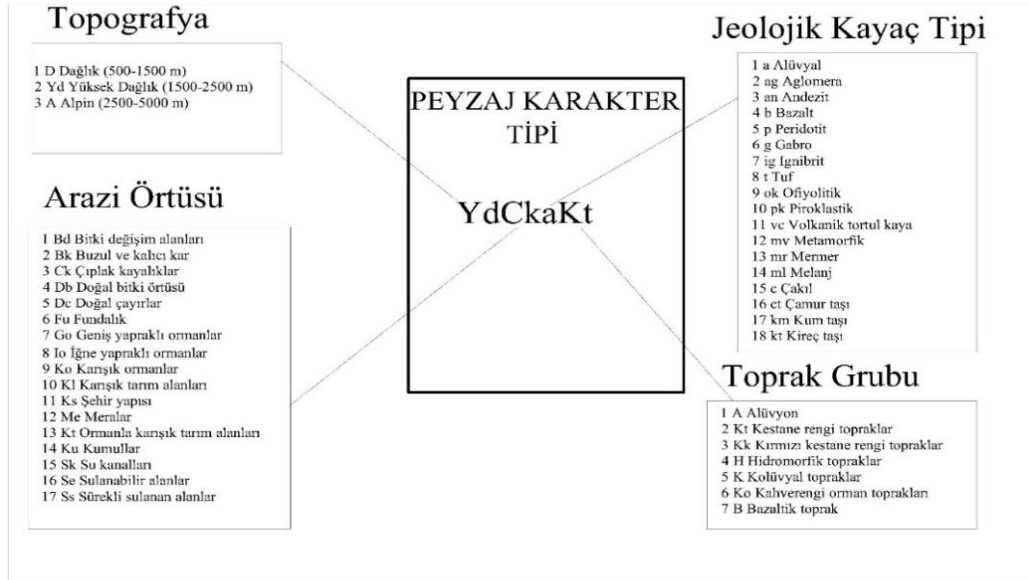 Topografya
1 D Dağlık (500-1500 m)
2 Yd Yüksek Dağlık (1500-2500 m)
3 A Alpin (2500-5000 m)
Arazi Örtüsü
1 Bd Bitki değişim alanları
2 Bk Buzul ve kalıcı kar
3 Ck Çıplak kayalıklar
4 Db Doğal bitki örtüsü
5 Dc Doğal çayırlar
6 Fu Fundalık
7 Go Geniş yapraklı ormanlar
8 Io İğne yapraklı ormanlar
9 Ko Karışık ormanlar
10 Kl Karışık tarım alanları
11 Ks Şehir yapısı
12 Me Meralar
13 Kt Ormanla karışık tarım alanları
14 Ku Kumullar
15 Sk Su kanalları
16 Se Sulanabilir alanlar
17 Ss Sürekli sulanan alanlar
PEYZAJ KARAKTER
TİPİ
YdCkaKt
Jeolojik Kayaç Tipi
1 a Alüvyal
2 ag Aglomera
3 an Andezit
4 b Bazalt
5 p Peridotit
6 g Gabro
7 ig Ignibrit
8 t Tuf
9 ok Ofiyolitik
10 pk Piroklastik
11 vc Volkanik tortul kaya
12 mv Metamorfik
13 mr Mermer
14 ml Melanj
15 c Çakıl
16 ct Çamur taşı
17 km Kum taşı
18 kt Kireç taşı
Toprak Grubu
1 A Alüvyon
2 Kt Kestane rengi topraklar
3 Kk Kırmızı kestane rengi topraklar
4 H Hidromorfik topraklar
5 K Kolüvyal topraklar
6 Ko Kahverengi orman toprakları
7 B Bazaltik toprak